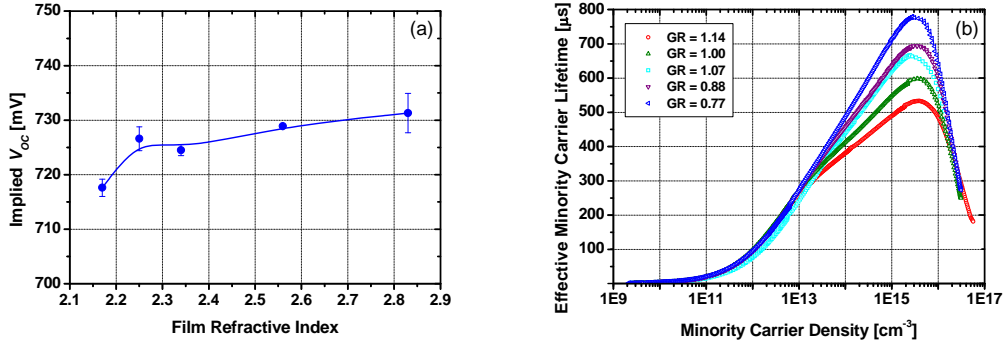 (a)
750
740
730
720
710
700
2.1 2.2 2.3 2.4 2.5 2.6 2.7 2.8 2.9
Implied VOC [mV]
Film Refractive Index
(b)
800
700
600
500
400
300
200
100
1E9 1E11 1E13 1E15 1E17
Effective Minority Carrier Lifetime [µs]
Minority Carrier Density [cm-3]
GR = 1.14
GR = 1.00
GR = 1.07
GR = 0.88
GR = 0.77